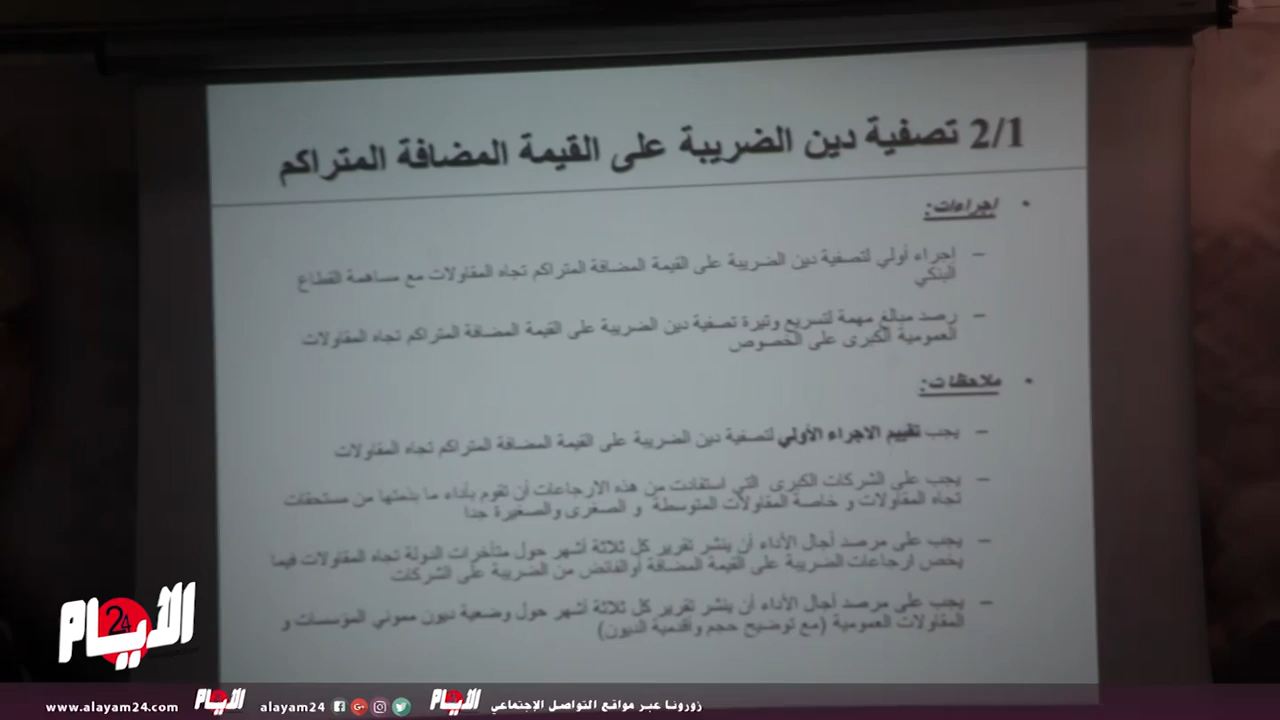 2/1 تصفية دين الضريبة على القيمة المضافة المتراكم
• اجراءات:
– إجراء أولي لتصفية دين الضريبة على القيمة المضافة المتراكم تجاه المقاولات مع مساهمة القطاع
البنكي
– رصد مبالغ مهمة لتسريع وتيرة تصفية دين الضريبة على القيمة المضافة المتراكم تجاه المقاولات
العمومية الكبرى على الخصوص
• ملاحظات:
– يجب تقييم الاجراء الأولي لتصفية دين الضريبة على القيمة المضافة المتراكم تجاه المقاولات
– يجب على الشركات الكبرى التي استفادت من هذه الارجاعات أن تقوم بأداء ما بذمتها من مستحقات
تجاه المقاولات و خاصة المقاولات المتوسطة و الصغرى والصغيرة جدا
– يجب على مرصد أجال الأداء أن ينشر تقرير كل ثلاثة أشهر حول متأخرات الدولة تجاه المقاولات فيما
يخص ارجاعات الضريبة على القيمة المضافة أوالفائض من الضريبة على الشركات
– يجب على مرصد أجال الأداء أن ينشر تقرير كل ثلاثة أشهر حول وضعية ديون مموني المؤسسات و
المقاولات العمومية (مع توضيح حجم وأقدمية الديون)
الأيام 24
www.alayam24.com الأيام 24 alayam24 الأيام 24 زورونا عبر مواقع التواصل الإجتماعي